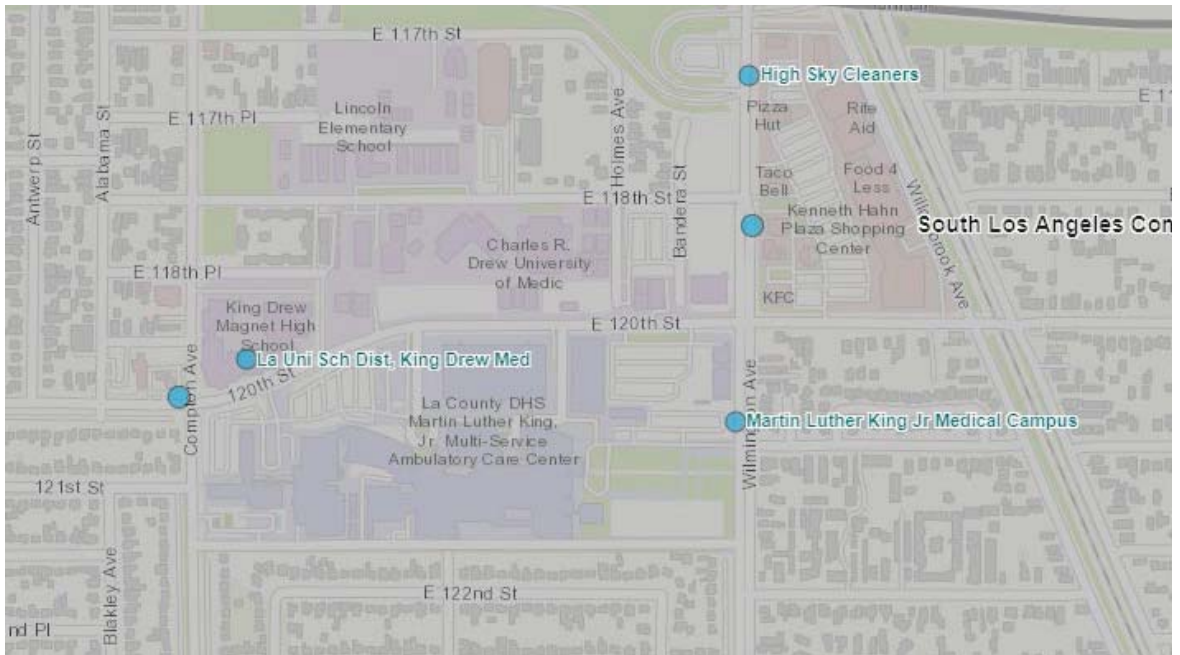 E 117th St
High Sky Cleaners
Pizza
Hut
Rite
Aid
E 11
Lincoln
Elementary
School
E 117th Pl
Antwerp St
Alabama St
Holmes Ave
Bandera St
Taco
Bell
Food 4
Less
E 118th St
Kenneth Hahn
Plaza Shopping
Center
South Los Angeles Con
Charles R.
Drew University
of Medic
E 118th Pl
KFC
King Drew
Magnet High
School
E 120th St
La Uni Sch Dist, King Drew Med
120th St
Compton Ave
La County DHS
Martin Luther King,
Jr. Multi-Service
Ambulatory Care Center
Martin Luther King Jr Medical Campus
Wilmington Ave
121st St
Blakley Ave
E 122nd St
nd Pl